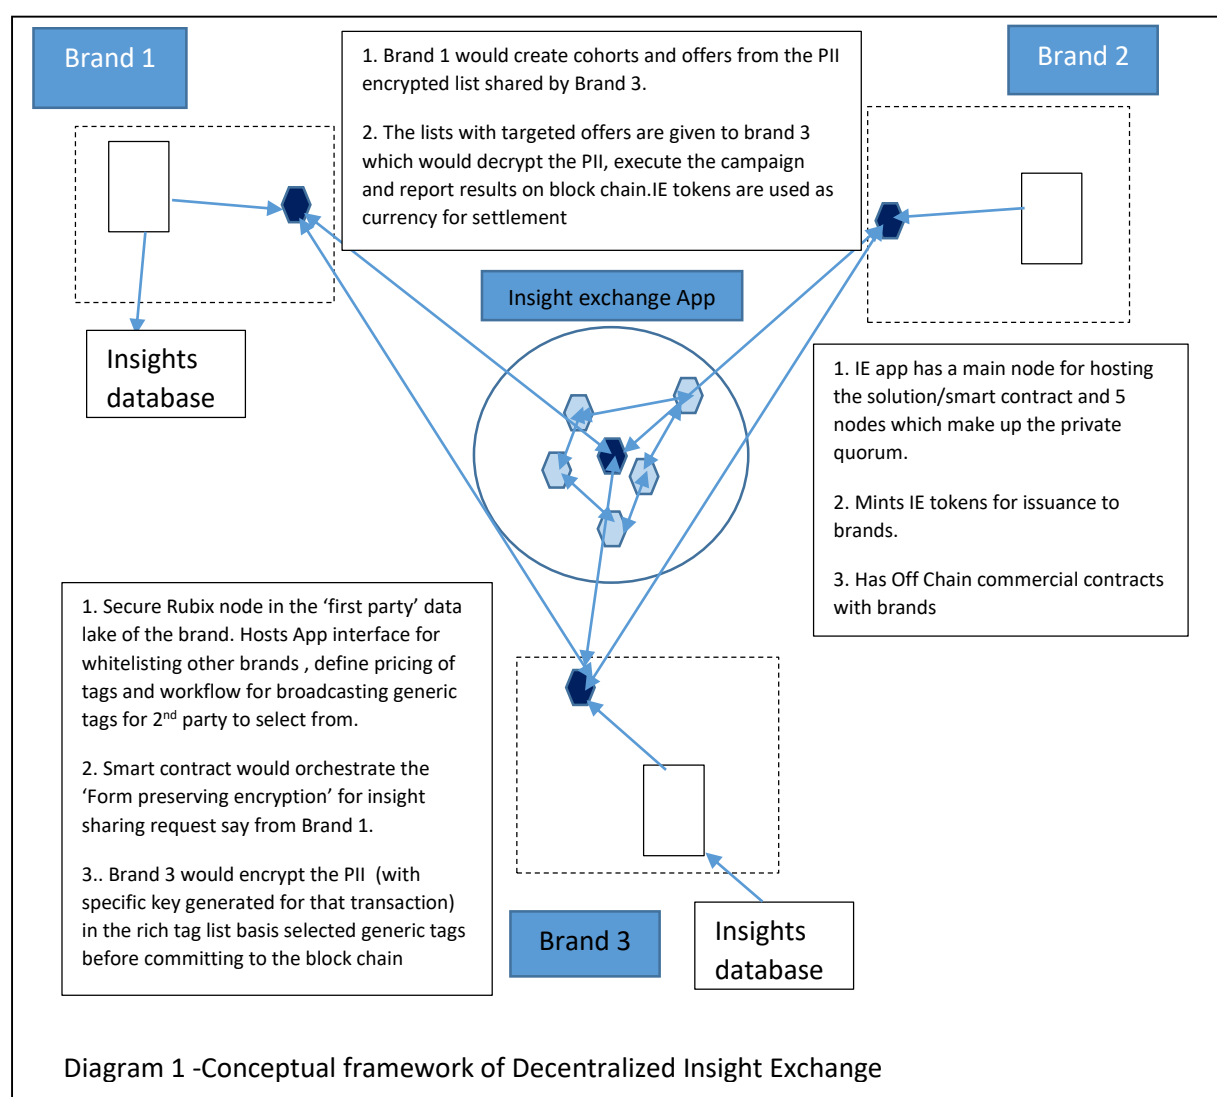 Brand 1
1. Brand 1 would create cohorts and offers from the PII
encrypted list shared by Brand 3.
2. The lists with targeted offers are given to brand 3
which would decrypt the PII, execute the campaign
and report results on block chain.IE tokens are used as
currency for settlement
Brand 2
Insight exchange App
Insights
database
1. IE app has a main node for hosting
the solution/smart contract and 5
nodes which make up the private
quorum.
2. Mints IE tokens for issuance to
brands.
3. Has Off Chain commercial contracts
with brands
1. Secure Rubix node in the ‘first party’ data
lake of the brand. Hosts App interface for
whitelisting other brands , define pricing of
tags and workflow for broadcasting generic
tags for 2nd party to select from.
2. Smart contract would orchestrate the
‘Form preserving encryption’ for insight
sharing request say from Brand 1.
3.. Brand 3 would encrypt the PII  (with
specific key generated for that transaction)
in the rich tag list basis selected generic tags
before committing to the block chain
Brand 3
Insights
database
Diagram 1 -Conceptual framework of Decentralized Insight Exchange